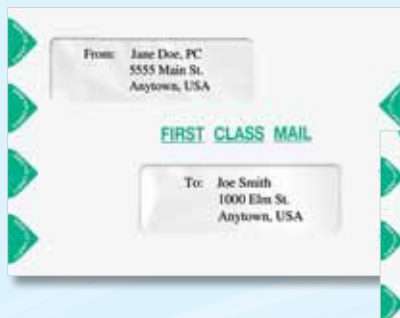 From: Jane Doe, PC
5555 Main St.
Anytown, USA
FIRST CLASS MAIL
To: Joe Smith
1000 Elm St.
Anytown, USA